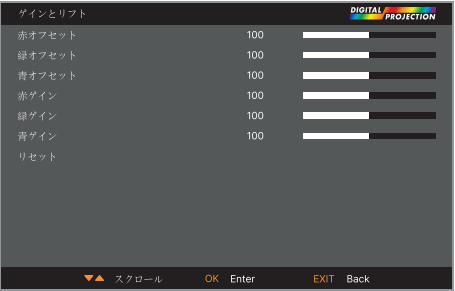 ゲインとリフト DIGITAL PROJECTION
赤オフセット 100
緑オフセット 100
青オフセット 100
赤ゲイン 100
緑ゲイン 100
青ゲイン 100
リセット
▼▲ スクロール OK Enter EXIT Back